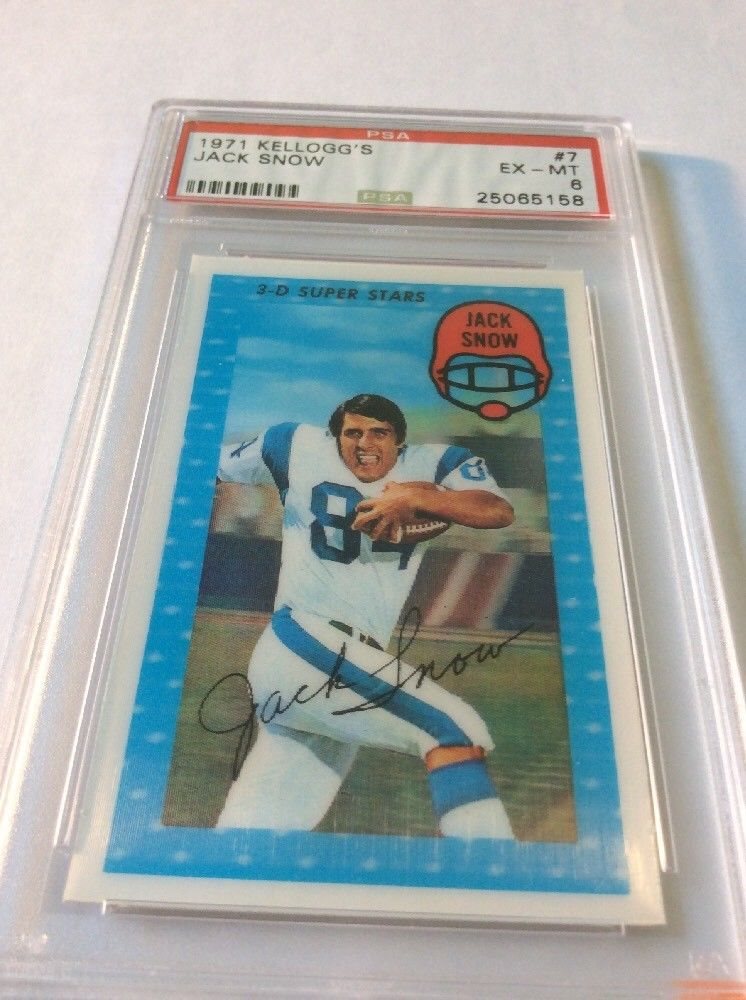 PSA
1971 KELLOGG'S #7
JACK SNOW EX - MT
6
PSA 25065158
3-D SUPER STARS
JACK
SNOW
84
84
Jack Snow